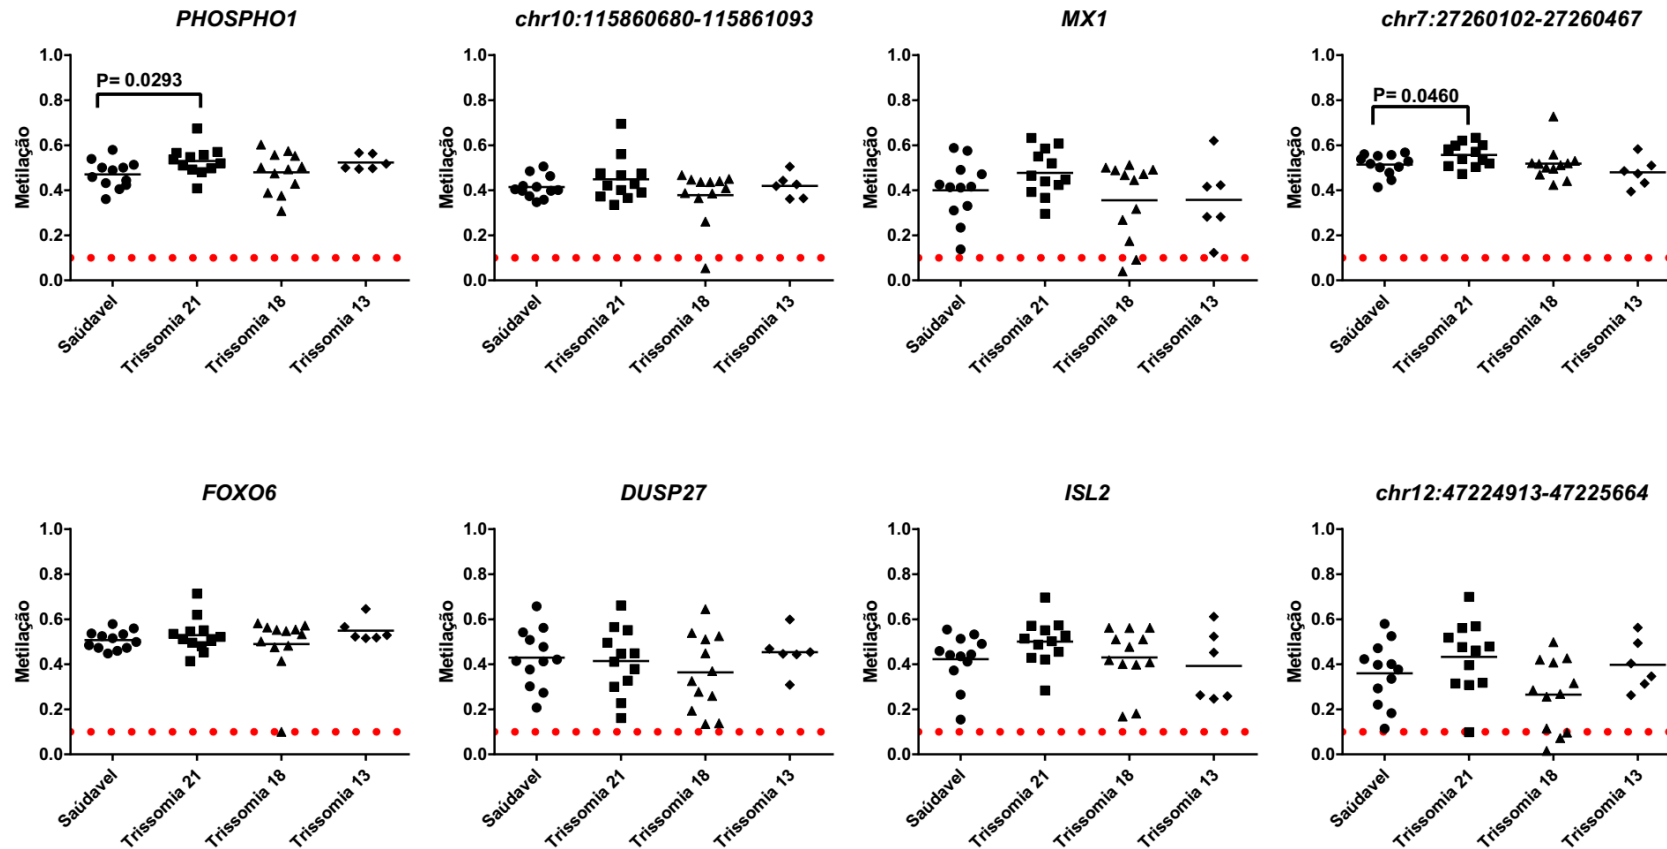 PHOSPHO1
Metilação
1.0
0.8
0.6
0.4
0.2
0.0
P= 0.0293
Saúdavel
Trissomia 21
Trissomia 18
Trissomia 13
chr10:115860680-115861093
Metilação
1.0
0.8
0.6
0.4
0.2
0.0
Saúdavel
Trissomia 21
Trissomia 18
Trissomia 13
MX1
Metilação
1.0
0.8
0.6
0.4
0.2
0.0
Saúdavel
Trissomia 21
Trissomia 18
Trissomia 13
chr7:27260102-27260467
Metilação
1.0
0.8
0.6
0.4
0.2
0.0
P= 0.0460
Saúdavel
Trissomia 21
Trissomia 18
Trissomia 13
FOXO6
Metilação
1.0
0.8
0.6
0.4
0.2
0.0
Saúdavel
Trissomia 21
Trissomia 18
Trissomia 13
DUSP27
Metilação
1.0
0.8
0.6
0.4
0.2
0.0
Saúdavel
Trissomia 21
Trissomia 18
Trissomia 13
ISL2
Metilação
1.0
0.8
0.6
0.4
0.2
0.0
Saúdavel
Trissomia 21
Trissomia 18
Trissomia 13
chr12:47224913-47225664
Metilação
1.0
0.8
0.6
0.4
0.2
0.0
Saúdavel
Trissomia 21
Trissomia 18
Trissomia 13